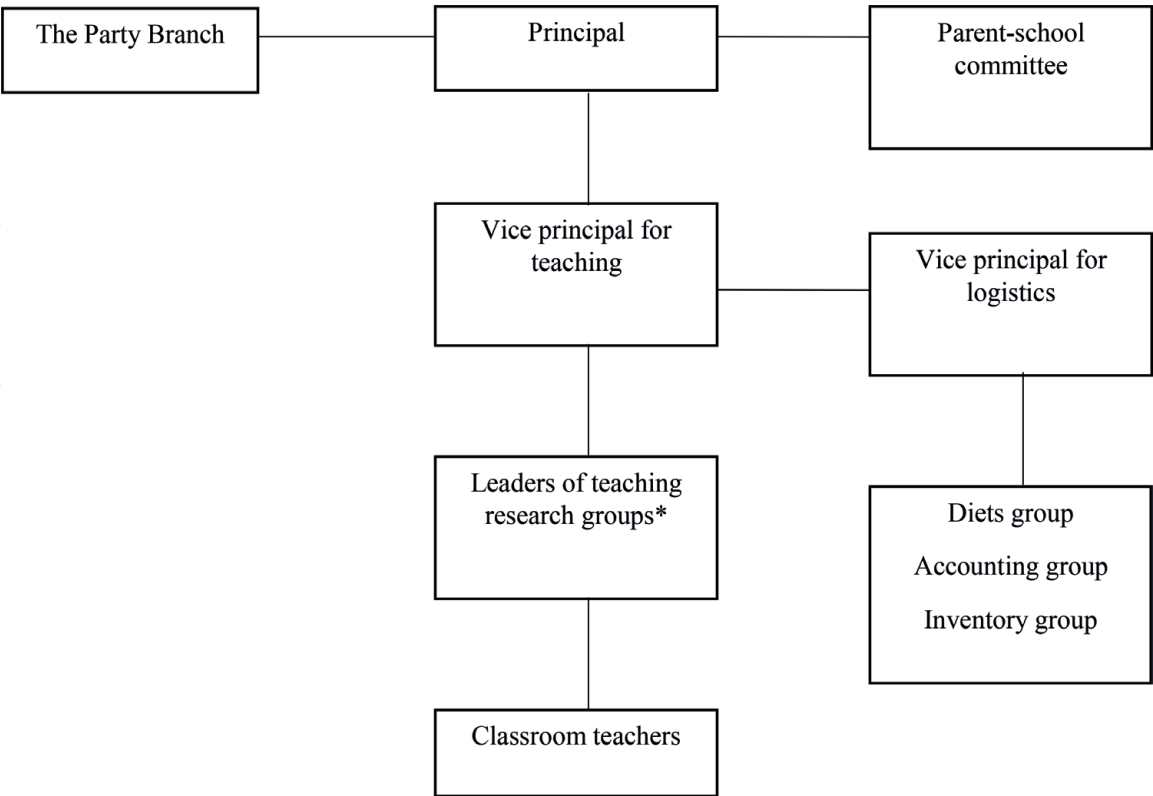 The Party Branch
Principal
Parent-school
committee
Vice principal for
teaching
Vice principal for
logistics
Leaders of teaching
research groups*
Diets group
Accounting group
Inventory group
Classroom teachers